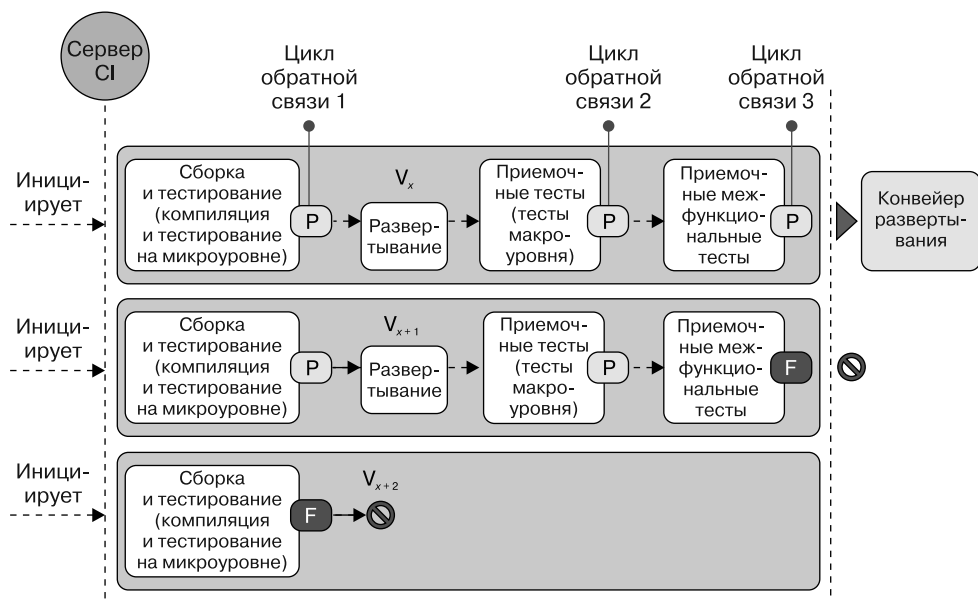 Сервер
CI
Цикл
обратной
связи 1
Цикл
обратной
связи 2
Цикл
обратной
связи 3
Иници-
ирует
Сборка
и тестирование
(компиляция
и тестирование
на микроуровне)
P
Vx
Развер-
тывание
Приемоч-
ные тесты
(тесты
макро-
уровня)
P
Приемоч-
ные меж-
функцио-
нальные
тесты
P
Конвейер
разверты-
вания
Иници-
ирует
Сборка
и тестирование
(компиляция
и тестирование
на микроуровне)
P
Vx + 1
Развер-
тывание
Приемоч-
ные тесты
(тесты
макро-
уровня)
P
Приемоч-
ные меж-
функцио-
нальные
тесты
F
Иници-
ирует
Сборка
и тестирование
(компиляция
и тестирование
на микроуровне)
F
Vx + 2